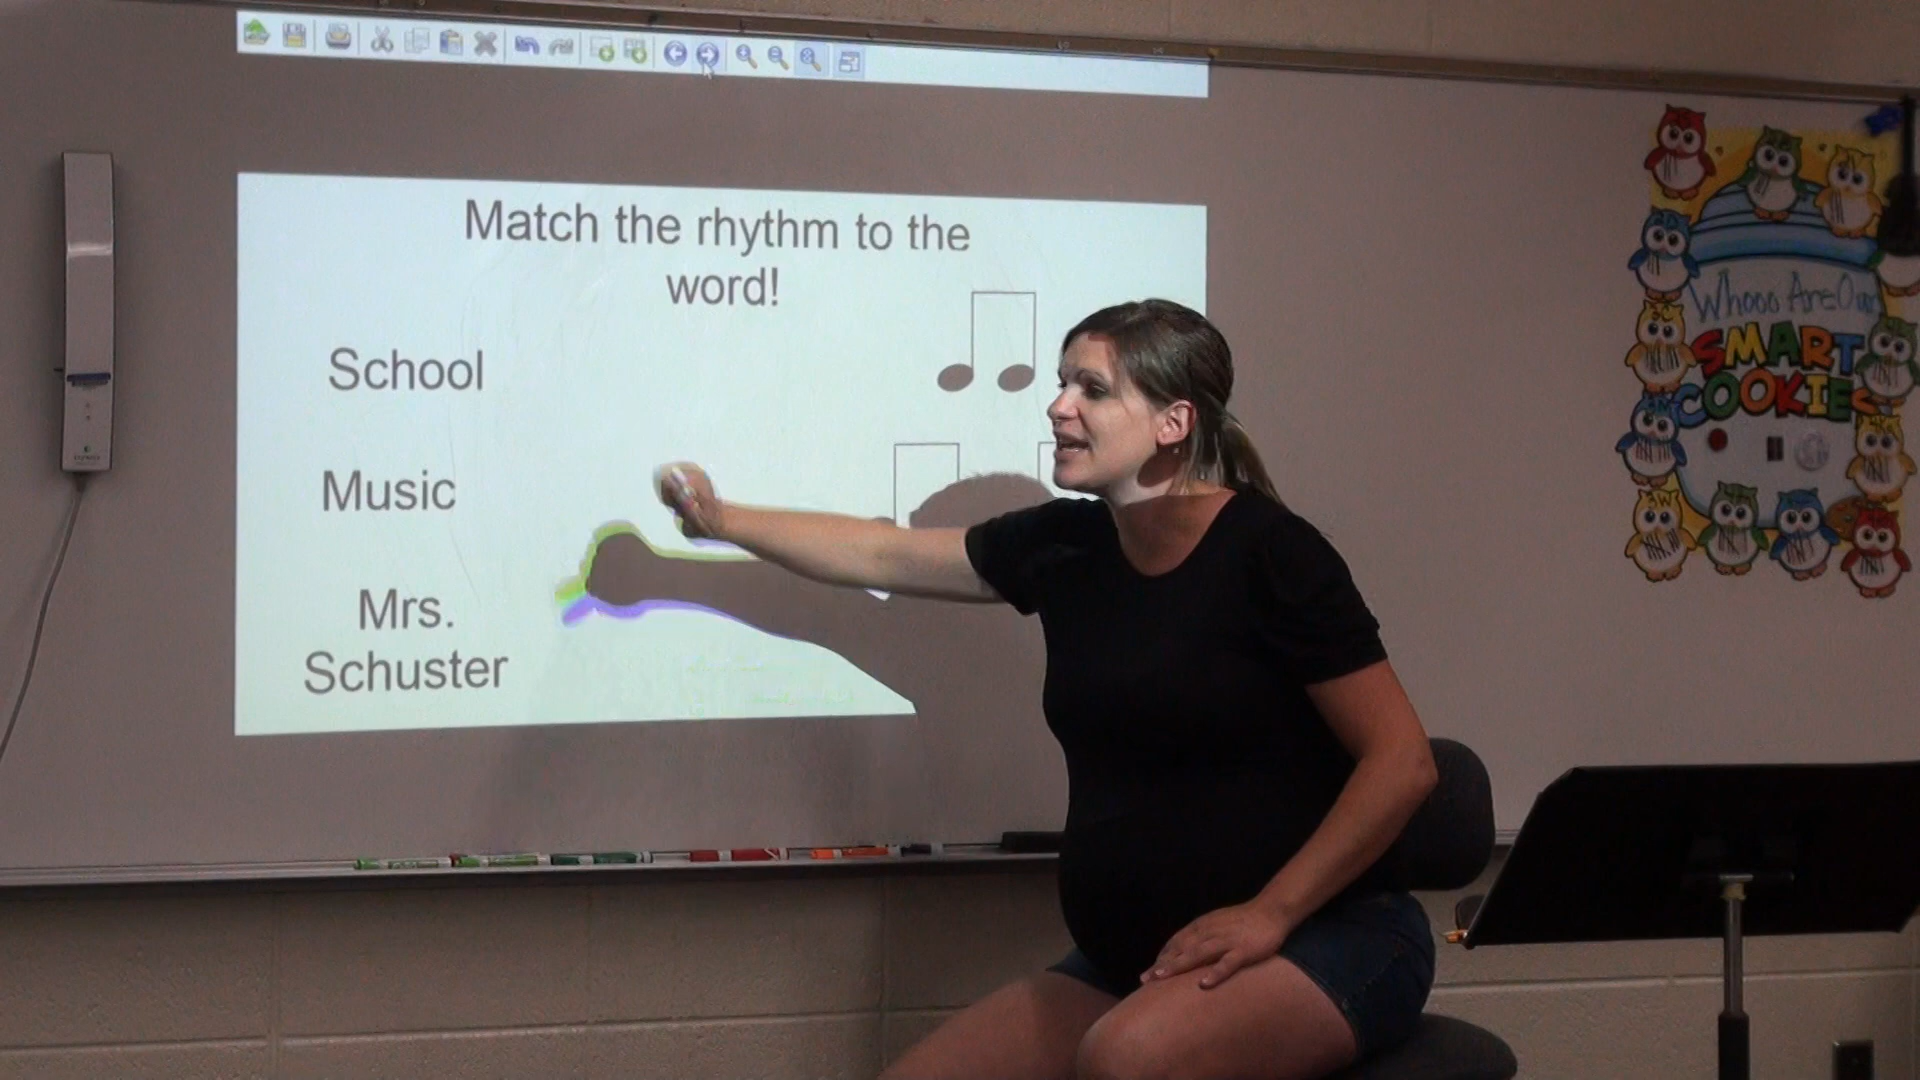 Match the rhythm to the
word!
School
Music
Mrs.
Schuster
Whooo Are Our
SMART
COOKIES